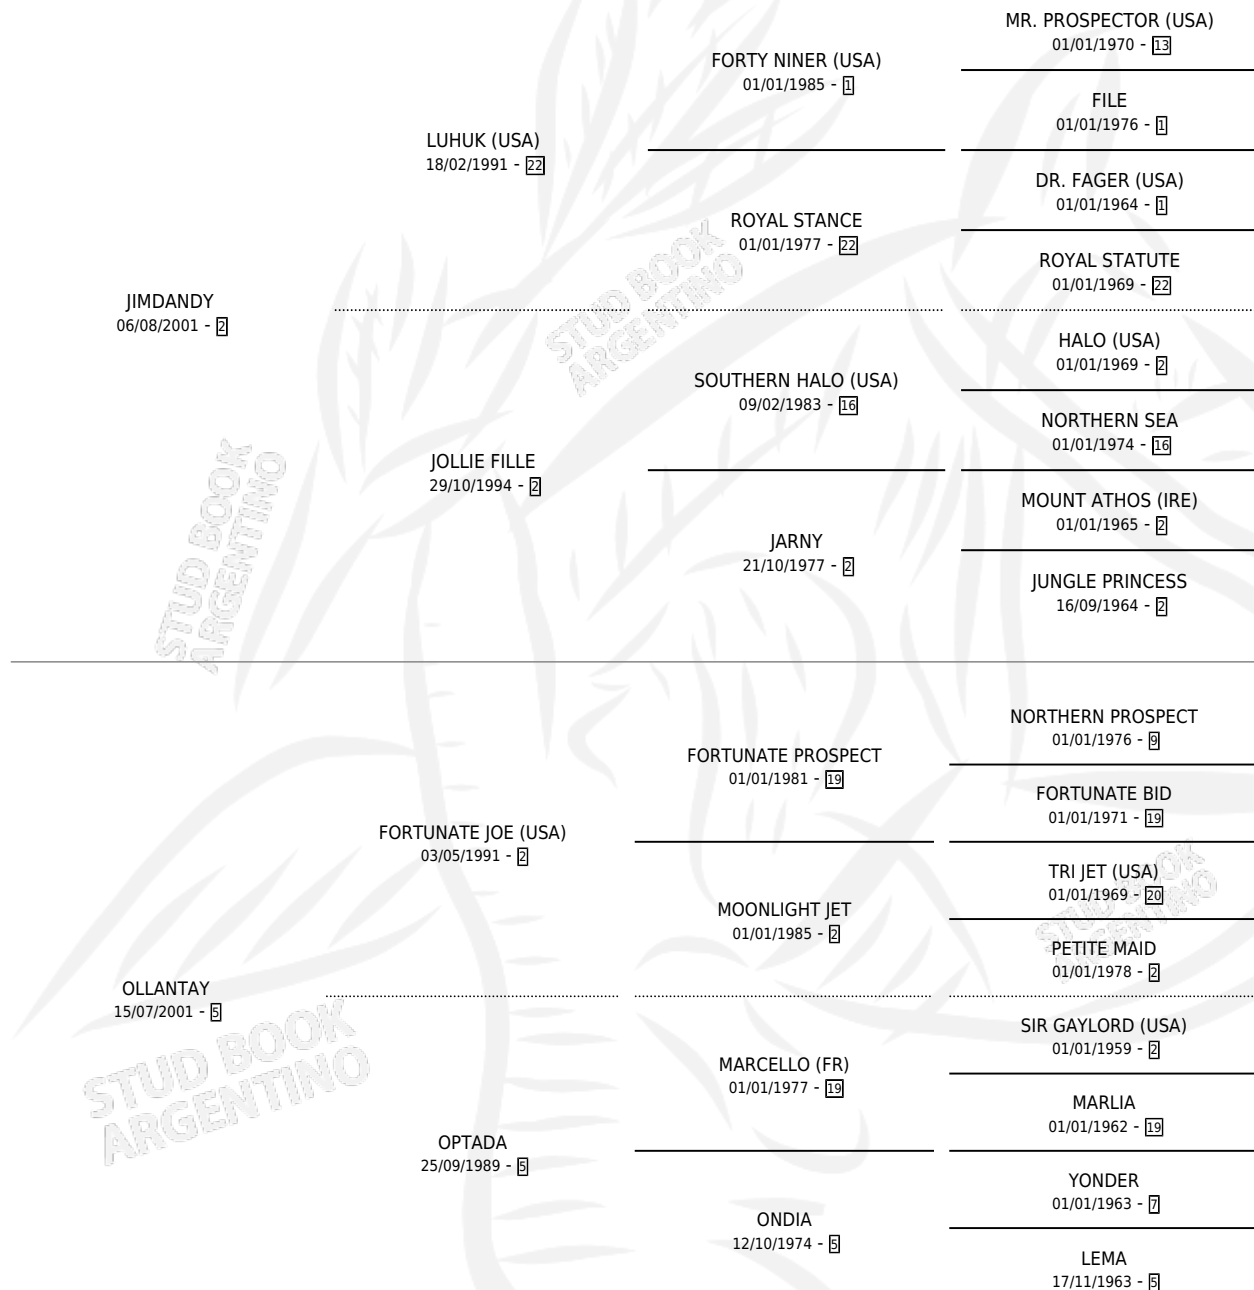 MR. PROSPECTOR (USA)
01/01/1970 - 13
FORTY NINER (USA)
01/01/1985 - 1
FILE
01/01/1976 - 1
LUHUK (USA)
18/02/1991 - 22
DR. FAGER (USA)
01/01/1964 - 1
ROYAL STANCE
01/01/1977 - 22
ROYAL STATUTE
01/01/1969 - 22
JIMDANDY
06/08/2001 - 2
STUD BOOK
ARGENTINO
HALO (USA)
01/01/1969 - 2
SOUTHERN HALO (USA)
09/02/1983 - 16
NORTHERN SEA
01/01/1974 - 16
JOLLIE FILLE
29/10/1994 - 2
MOUNT ATHOS (IRE)
01/01/1965 - 2
JARNY
21/10/1977 - 2
JUNGLE PRINCESS
16/09/1964 - 2
STUD BOOK
ARGENTINO
NORTHERN PROSPECT
01/01/1976 - 9
FORTUNATE PROSPECT
01/01/1981 - 19
FORTUNATE BID
01/01/1971 - 19
FORTUNATE JOE (USA)
03/05/1991 - 2
TRI JET (USA)
01/01/1969 - 20
MOONLIGHT JET
01/01/1985 - 2
STUD BOOK
ARGENTINO
PETITE MAID
01/01/1978 - 2
OLLANTAY
15/07/2001 - 5
STUD BOOK
ARGENTINO
SIR GAYLORD (USA)
01/01/1959 - 2
MARCELLO (FR)
01/01/1977 - 19
MARLIA
01/01/1962 - 19
OPTADA
25/09/1989 - 5
YONDER
01/01/1963 - 7
ONDIA
12/10/1974 - 5
LEMA
17/11/1963 - 5